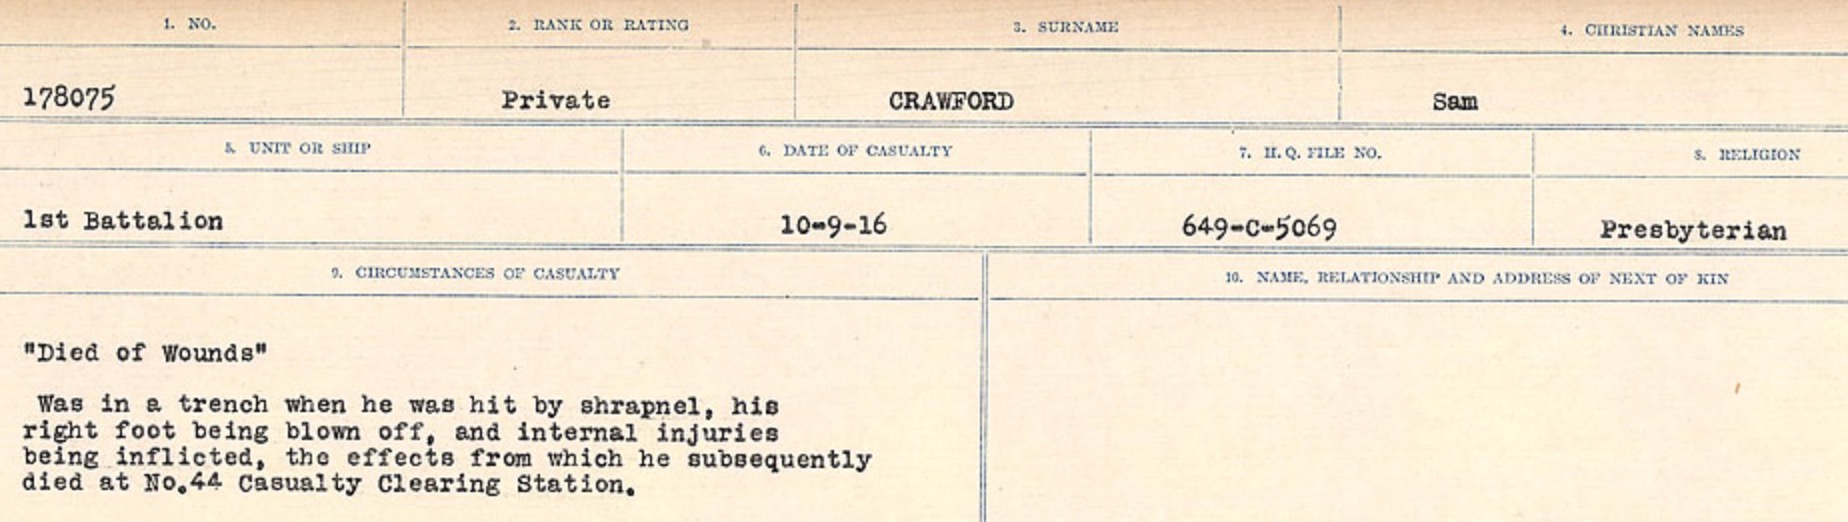 1. NO. 2. RANK OR RATING 3. SURNAME 4. CHRISTIAN NAMES
178075 Private CRAWFORD Sam
5. UNIT OR SHIP 6. DATE OF CASUALTY 7. H.Q. FILE NO. 8. RELIGION
1st Battalion 10-9-16 649-C-5069 Presbyterian
9. CIRCUMSTANCES OF CASUALTY 10. NAME, RELATIONSHIP AND ADDRESS OF NEXT OF KIN
"Died of Wounds"
Was in a trench when he was hit by shrapnel, his
right foot being blown off, and internal injuries
being inflicted, the effects from which he subsequently
died at No.44 Casualty Clearing Station.